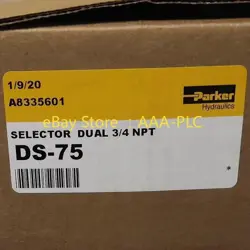 1/9/20
A8335601
Parker
Hydraulics
eBay Store : AAA-PLC
SELECTOR DUAL 3/4 NPT
DS-75